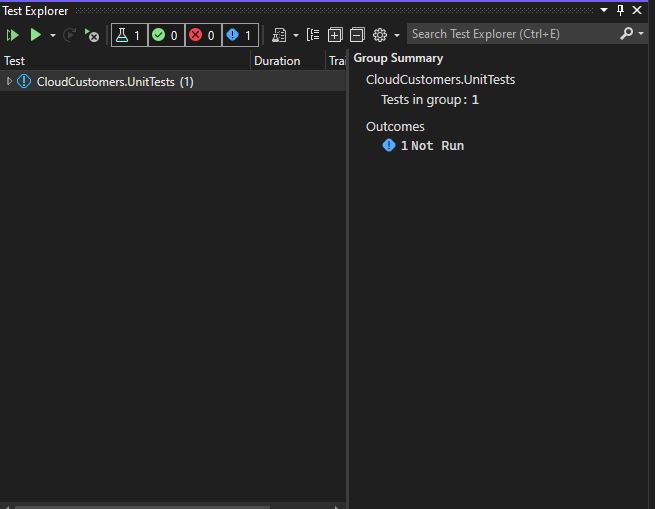 Test Explorer
1 0 0 1
Search Test Explorer (Ctrl+E)
Test Duration Trai
CloudCustomers.UnitTests (1)
Group Summary
CloudCustomers.UnitTests
Tests in group: 1
Outcomes
1 Not Run